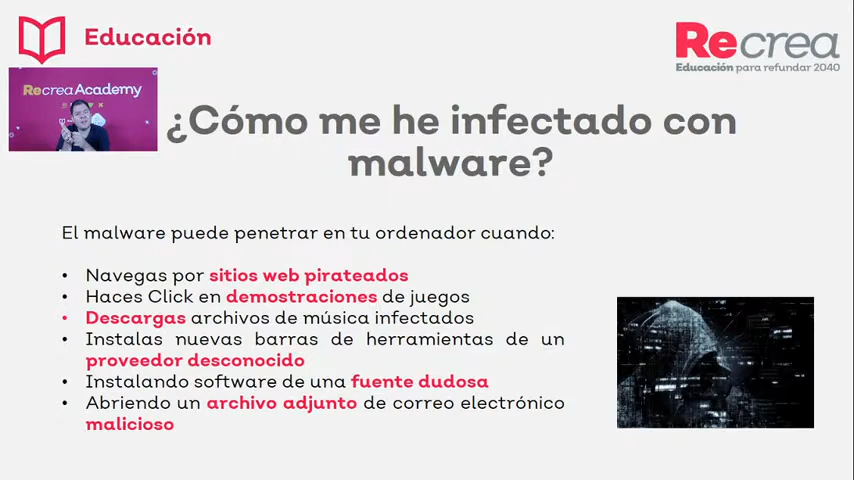 Educación
Recrea
Educación para refundar 2040
Recrea Academy
¿Cómo me he infectado con
malware?
El malware puede penetrar en tu ordenador cuando:
• Navegas por sitios web pirateados
• Haces Click en demostraciones de juegos
• Descargas archivos de música infectados
• Instalas nuevas barras de herramientas de un
proveedor desconocido
• Instalando software de una fuente dudosa
• Abriendo un archivo adjunto de correo electrónico
malicioso